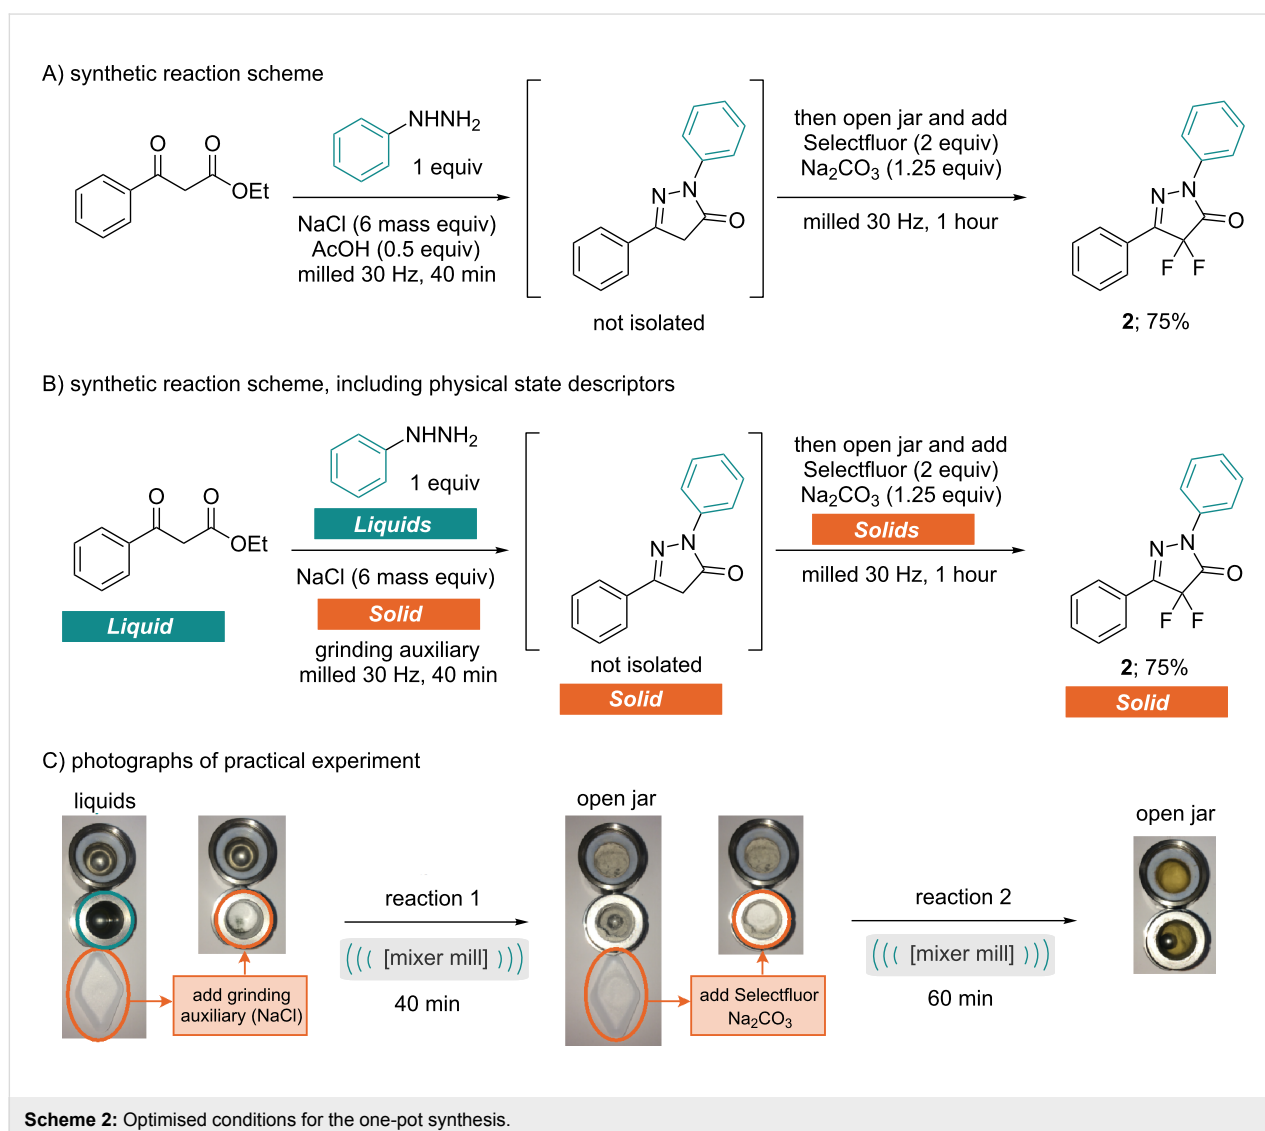 A) synthetic reaction scheme
O
O
OEt
NHNH2
1 equiv
NaCl (6 mass equiv)
AcOH (0.5 equiv)
milled 30 Hz, 40 min
N
N
O
not isolated
then open jar and add
Selectfluor (2 equiv)
Na2CO3 (1.25 equiv)
milled 30 Hz, 1 hour
N
N
O
F
F
2; 75%
B) synthetic reaction scheme, including physical state descriptors
O
O
OEt
Liquid
NHNH2
1 equiv
Liquids
NaCl (6 mass equiv)
Solid
grinding auxiliary
milled 30 Hz, 40 min
N
N
O
not isolated
Solid
then open jar and add
Selectfluor (2 equiv)
Na2CO3 (1.25 equiv)
Solids
milled 30 Hz, 1 hour
N
N
O
F
F
2; 75%
Solid
C) photographs of practical experiment
liquids
add grinding
auxiliary (NaCl)
reaction 1
((( [mixer mill] )))
40 min
open jar
add Selectfluor
Na2CO3
reaction 2
((( [mixer mill] )))
60 min
open jar
Scheme 2: Optimised conditions for the one-pot synthesis.